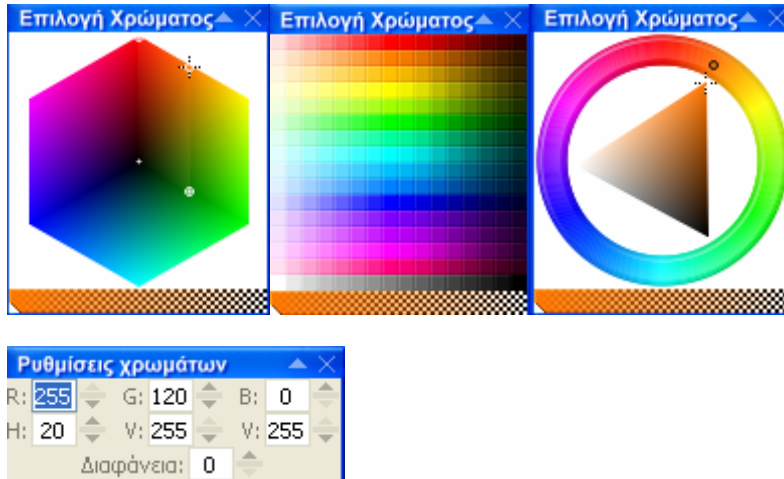 Επιλογή Χρώματος
Επιλογή Χρώματος
Επιλογή Χρώματος
Ρυθμίσεις χρωμάτων
R: 255 G: 120 B: 0
H: 20 V: 255 V: 255
Διαφάνεια: 0